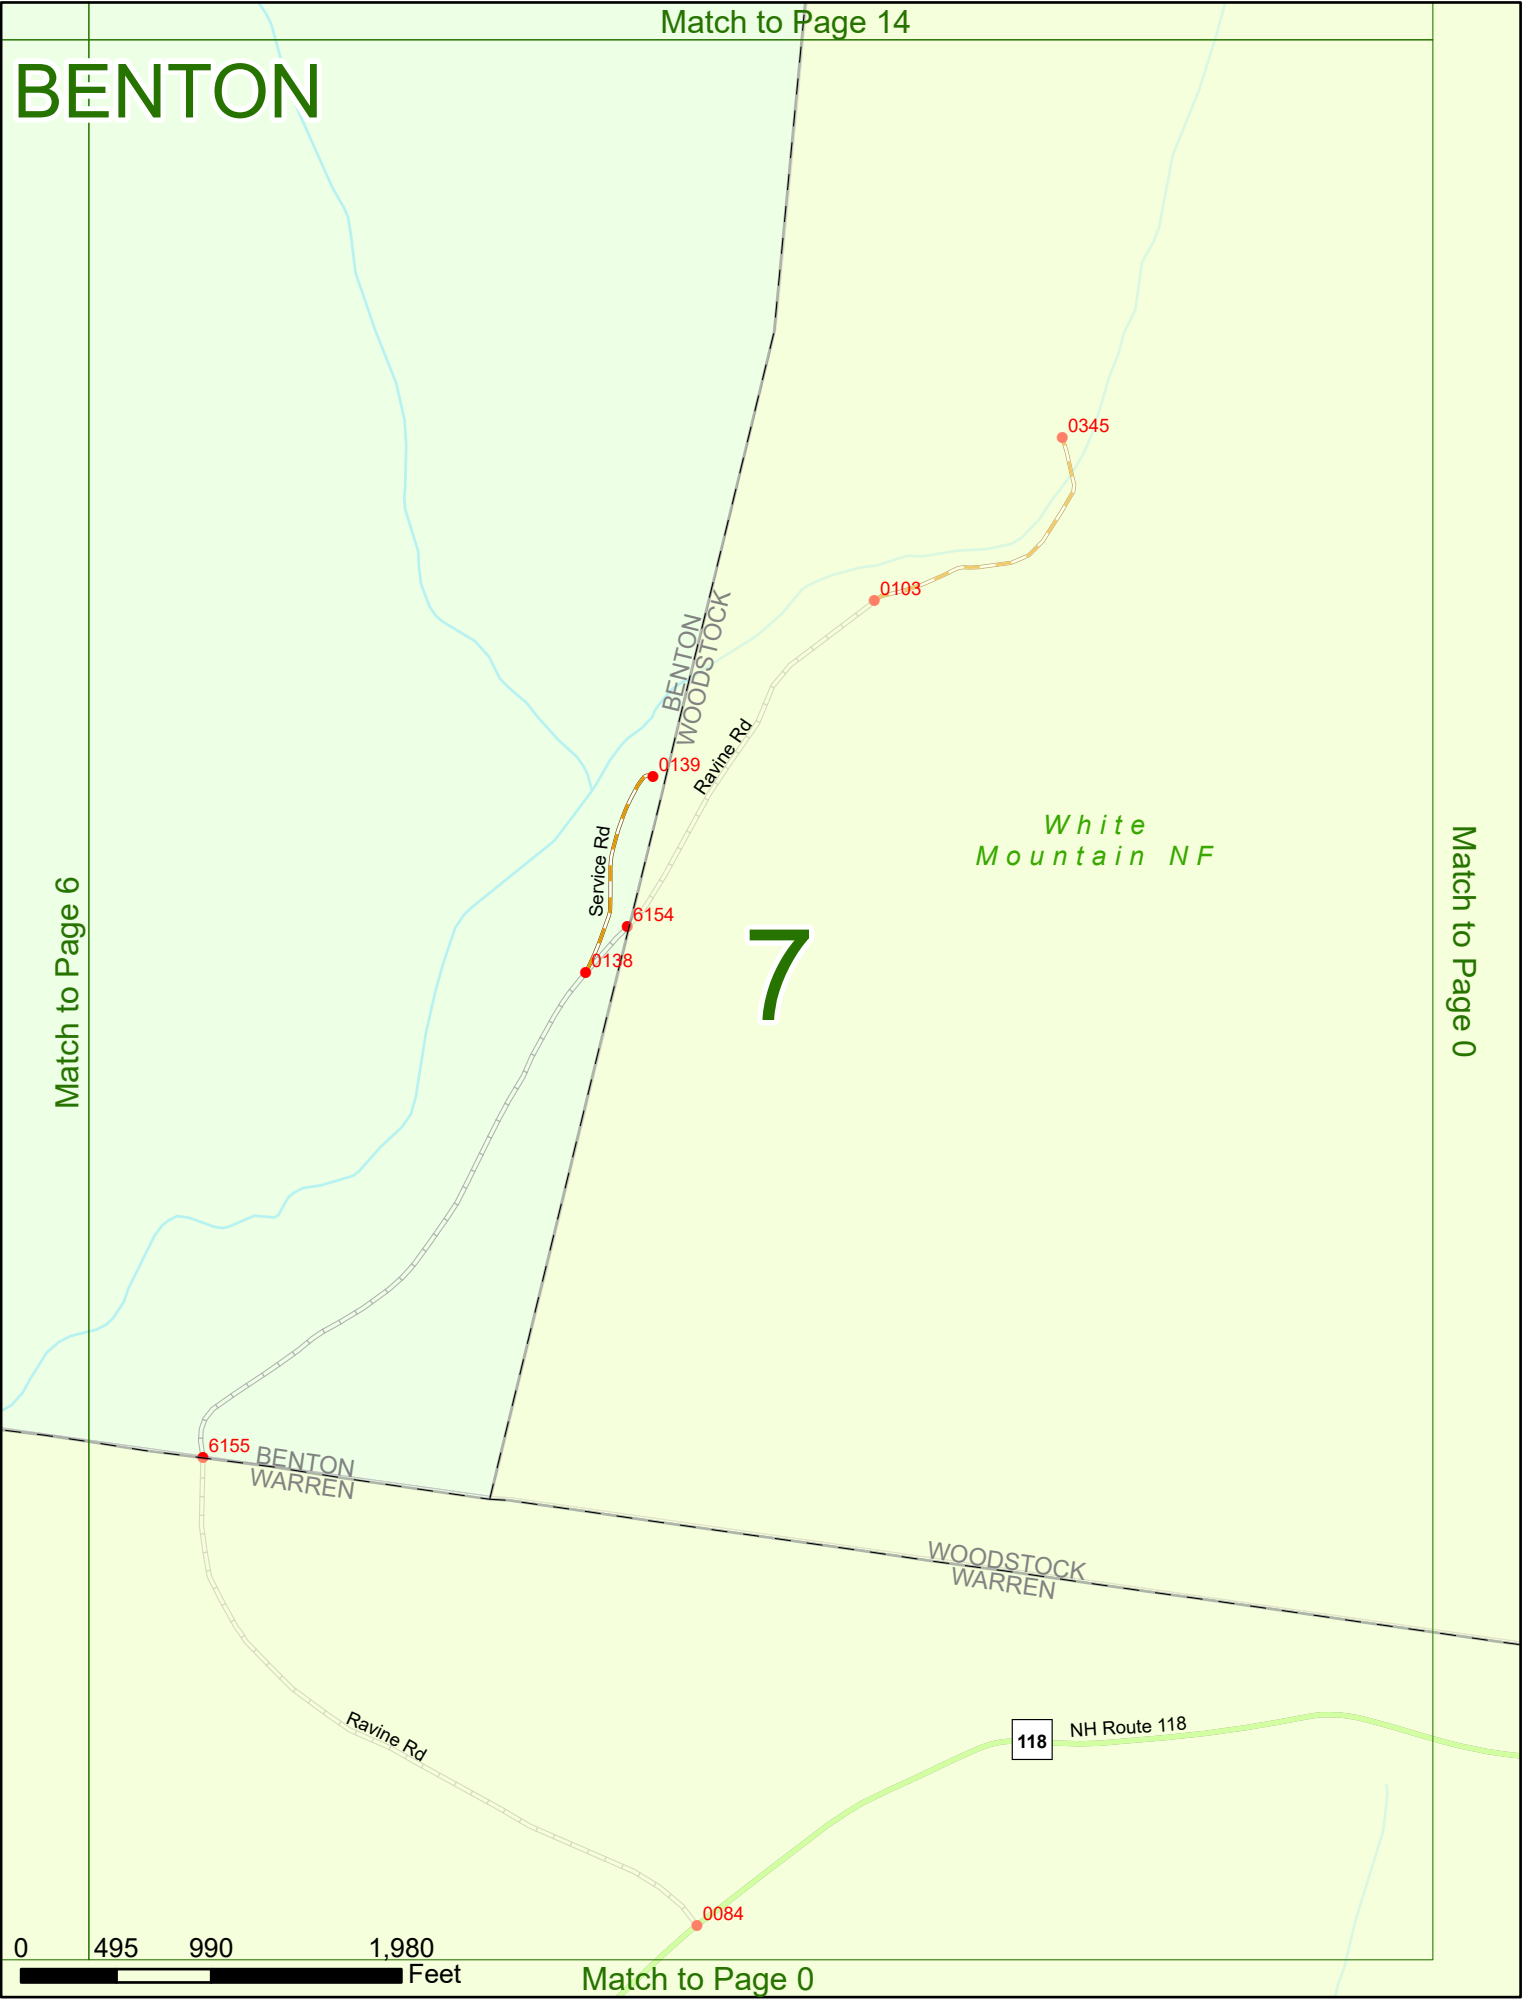 Match to Page 14
BENTON
0345
0103
BENTON
WOODSTOCK
Ravine Rd
0139
White
Mountain NF
Service Rd
Match to Page 6
Match to Page 0
6154
7
0138
6155
BENTON
WARREN
WOODSTOCK
WARREN
Ravine Rd
118
NH Route 118
0084
0 495 990 1,980
Feet
Match to Page 0